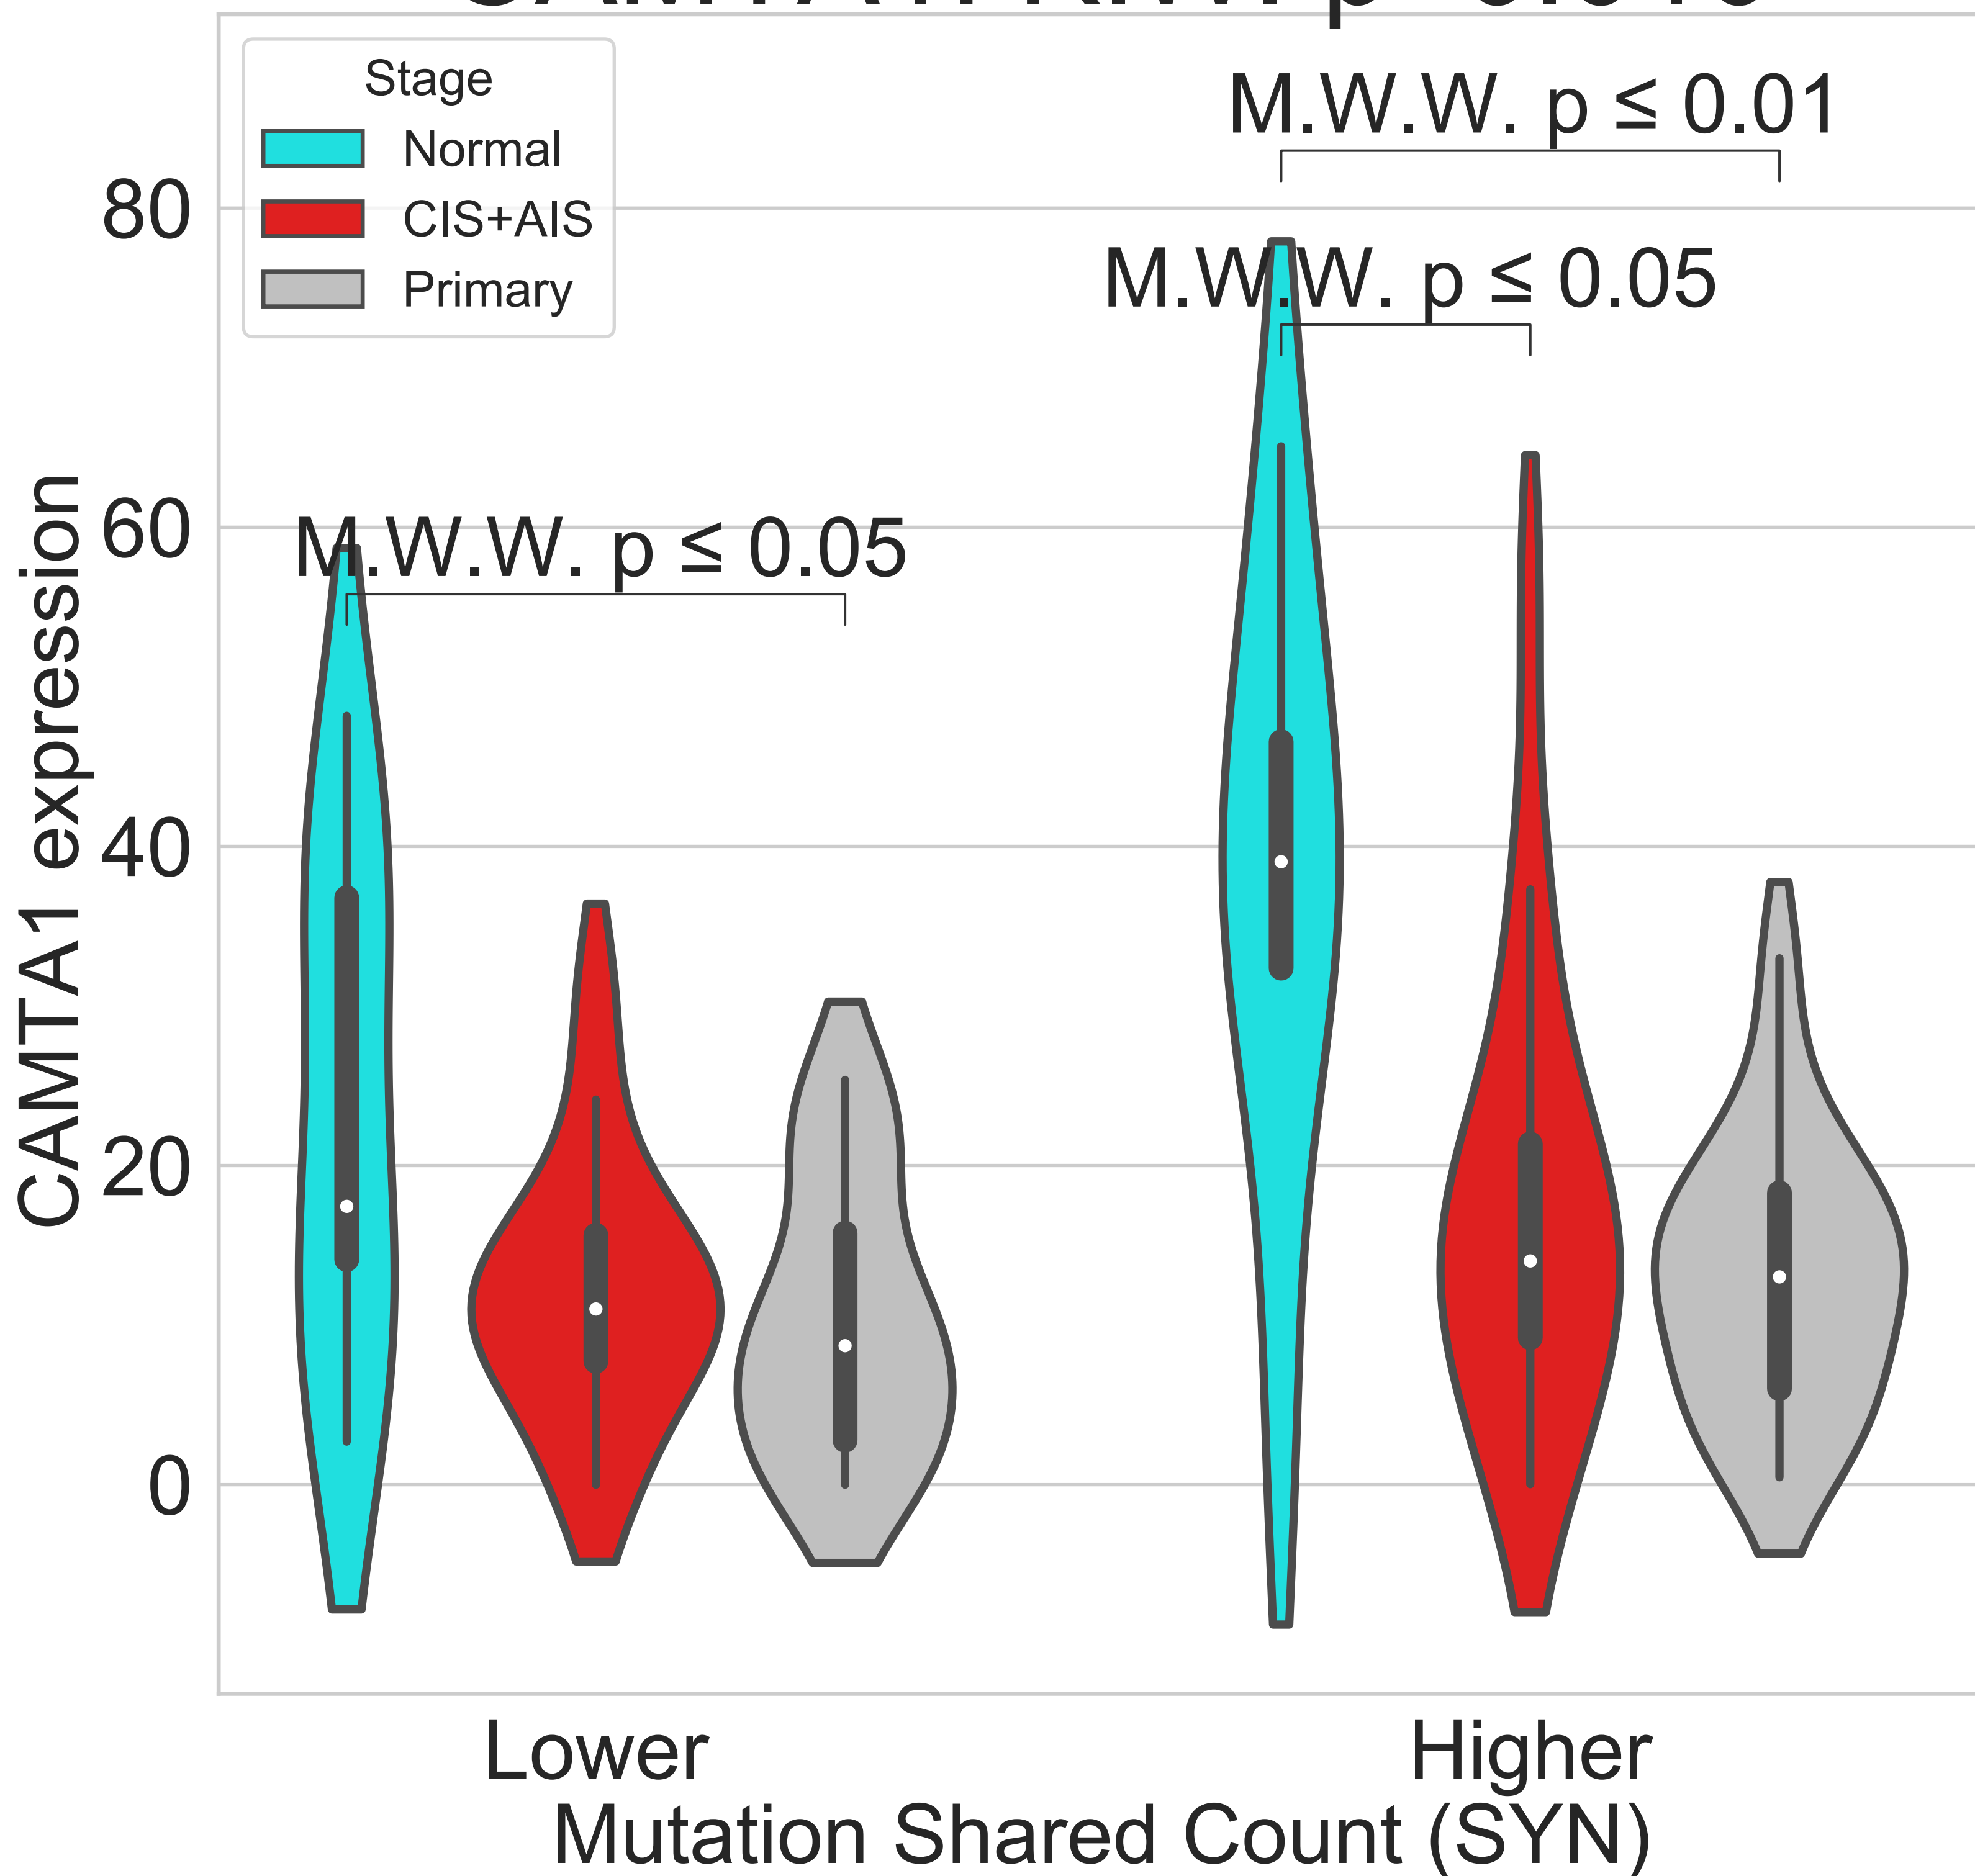 Stage
Normal
CIS+AIS
Primary
M.W.W. p ≤ 0.01
M.W.W. p ≤ 0.05
M.W.W. p ≤ 0.05
80
60
40
20
0
CAMTA1 expression
Lower
Higher
Mutation Shared Count (SYN)